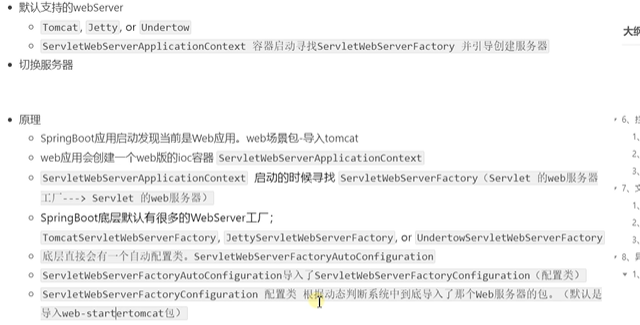 默认支持的webServer
Tomcat, Jetty, or Undertow
ServletWebServerApplicationContext 容器启动寻找ServletWebServerFactory 并引导创建服务器
切换服务器
原理
SpringBoot应用启动发现当前是Web应用。web场景包-导入tomcat
web应用会创建一个web版的ioc容器 ServletWebServerApplicationContext
ServletWebServerApplicationContext 启动的时候寻找 ServletWebServerFactory（Servlet 的web服务器
工厂---> Servlet 的web服务器）
SpringBoot底层默认有很多的WebServer工厂；
TomcatServletWebServerFactory, JettyServletWebServerFactory, or UndertowServletWebServerFactory
底层直接会有一个自动配置类。ServletWebServerFactoryAutoConfiguration
ServletWebServerFactoryAutoConfiguration导入了ServletWebServerFactoryConfiguration（配置类）
ServletWebServerFactoryConfiguration 配置类 根据动态判断系统中到底导入了那个Web服务器的包。（默认是
导入web-startertomcat包）
大纲
6、
1、
2、
3、
7、
1、
2、
8、
1、